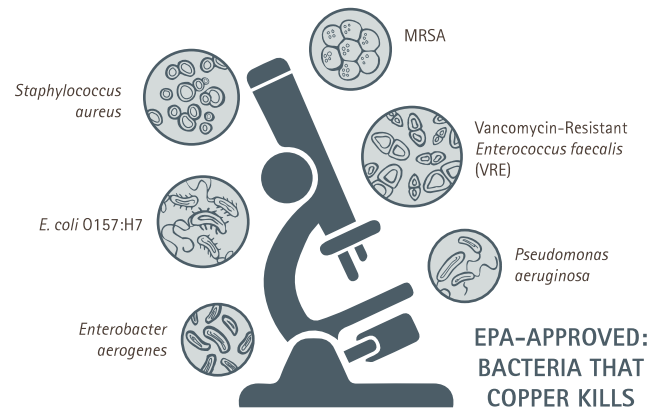 MRSA
Staphylococcus
aureus
Vancomycin-Resistant
Enterococcus faecalis
(VRE)
E. coli O157:H7
Pseudomonas
aeruginosa
Enterobacter
aerogenes
EPA-APPROVED:
BACTERIA THAT
COPPER KILLS